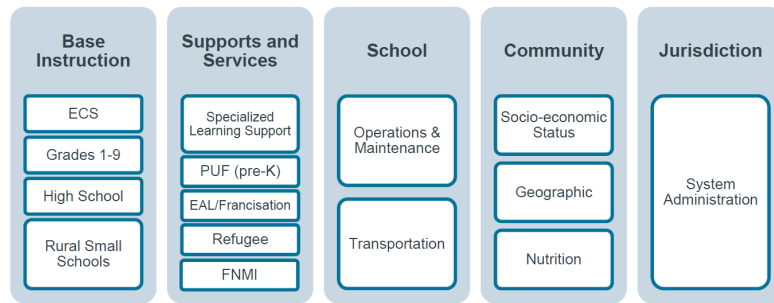 Base
Instruction
ECS
Grades 1-9
High School
Rural Small
Schools
Supports and
Services
Specialized
Learning Support
PUF (pre-K)
EAL/Francisation
Refugee
FNMI
School
Operations &
Maintenance
Transportation
Community
Socio-economic
Status
Geographic
Nutrition
Jurisdiction
System
Administration